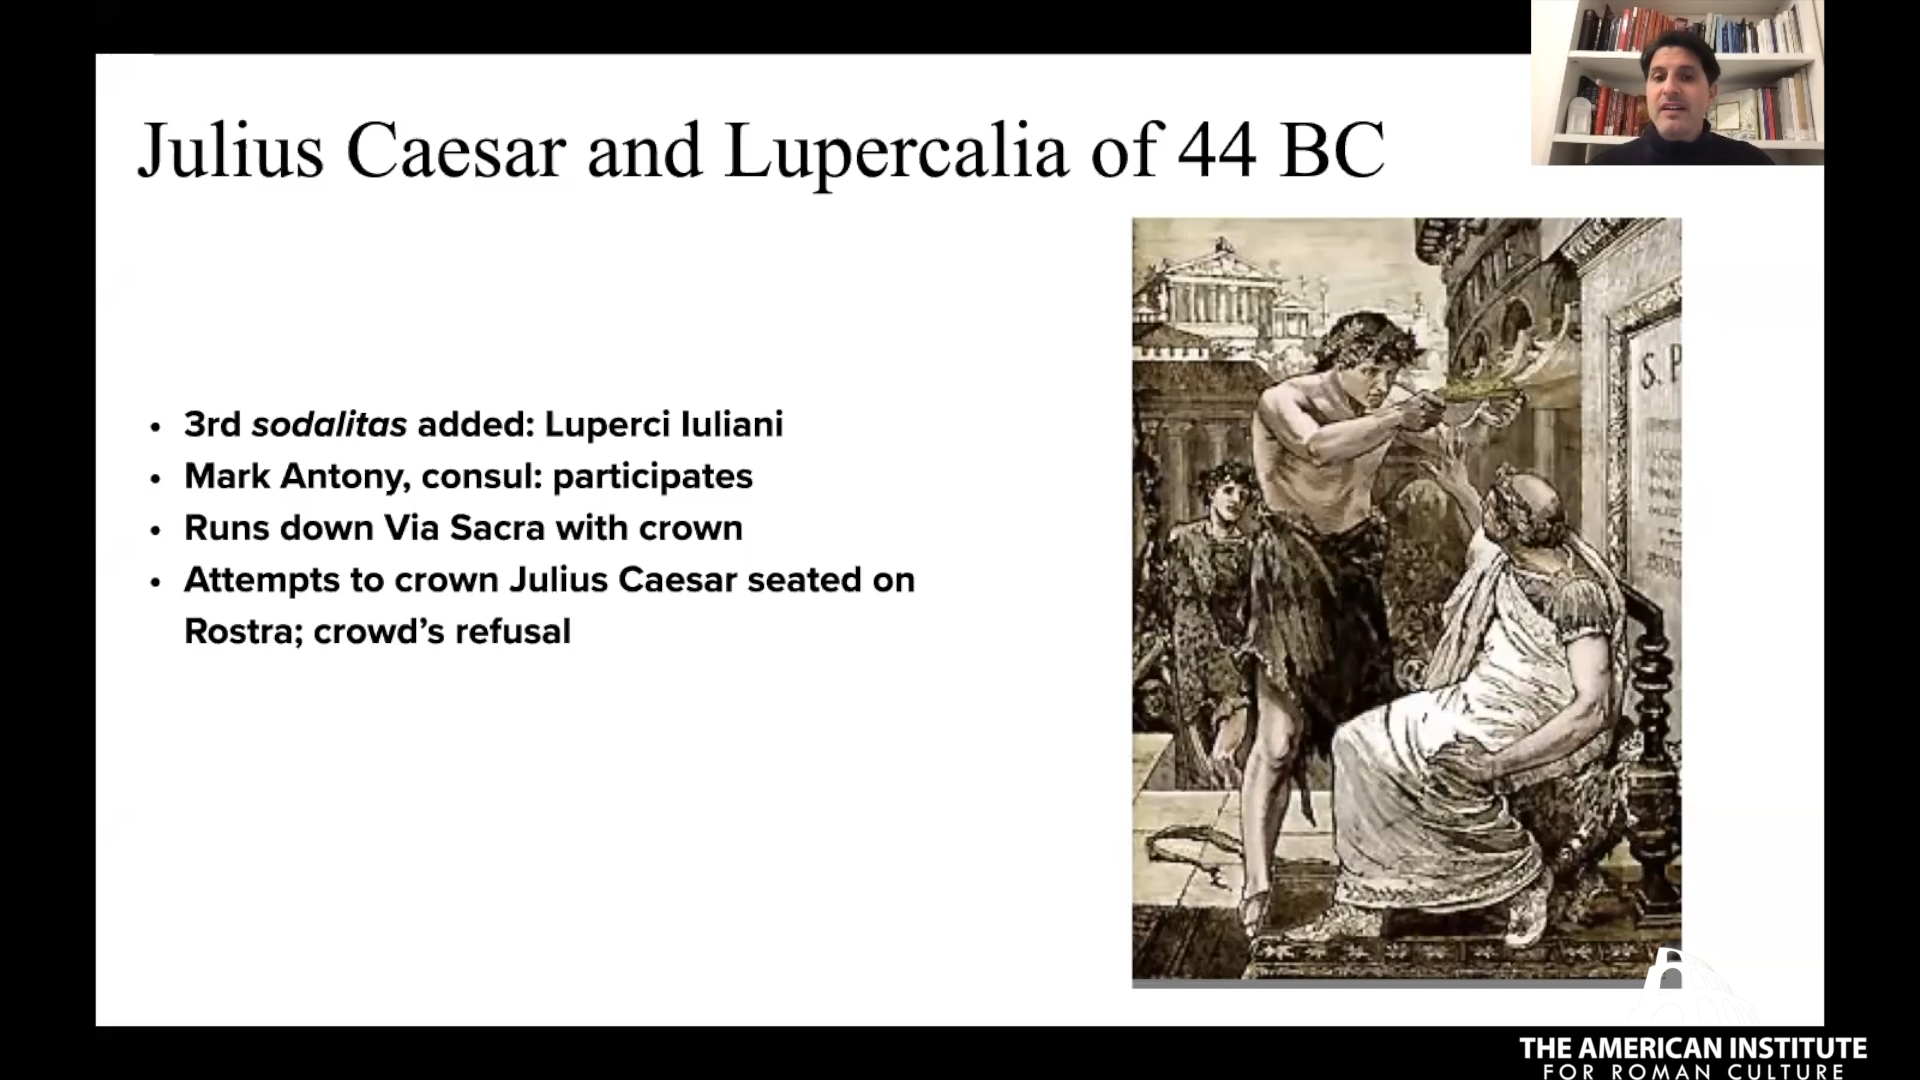 Julius Caesar and Lupercalia of 44 BC
• 3rd sodalitas added: Luperci Iuliani
• Mark Antony, consul: participates
• Runs down Via Sacra with crown
• Attempts to crown Julius Caesar seated on
Rostra; crowd’s refusal
S. P
THE AMERICAN INSTITUTE
FOR ROMAN CULTURE